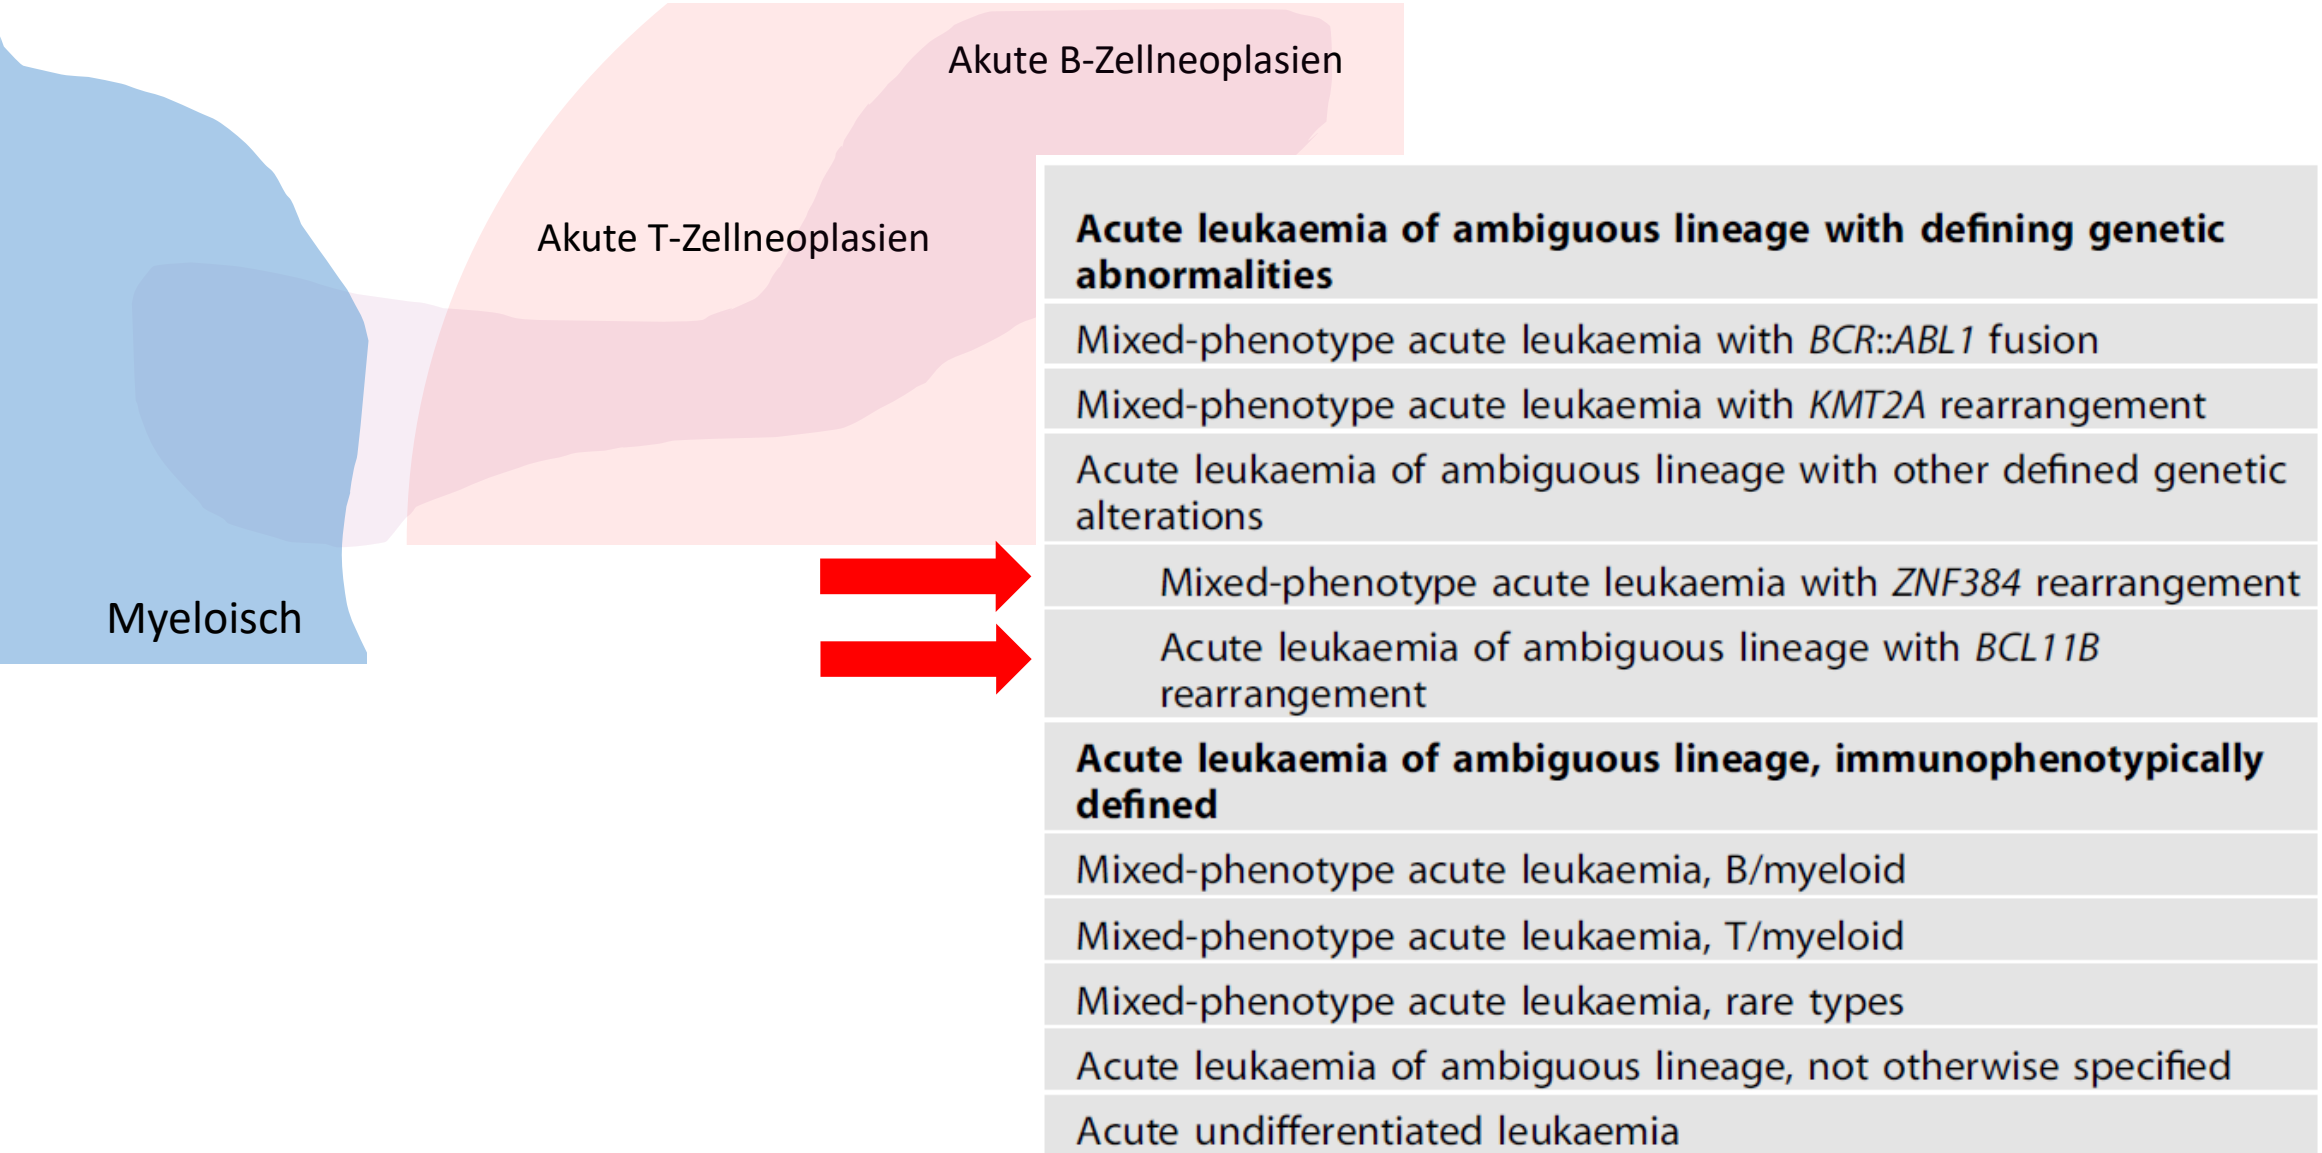 Akute B-Zellneoplasien
Akute T-Zellneoplasien
Myeloisch
Acute leukaemia of ambiguous lineage with defining genetic
abnormalities
Mixed-phenotype acute leukaemia with BCR::ABL1 fusion
Mixed-phenotype acute leukaemia with KMT2A rearrangement
Acute leukaemia of ambiguous lineage with other defined genetic
alterations
Mixed-phenotype acute leukaemia with ZNF384 rearrangement
Acute leukaemia of ambiguous lineage with BCL11B
rearrangement
Acute leukaemia of ambiguous lineage, immunophenotypically
defined
Mixed-phenotype acute leukaemia, B/myeloid
Mixed-phenotype acute leukaemia, T/myeloid
Mixed-phenotype acute leukaemia, rare types
Acute leukaemia of ambiguous lineage, not otherwise specified
Acute undifferentiated leukaemia